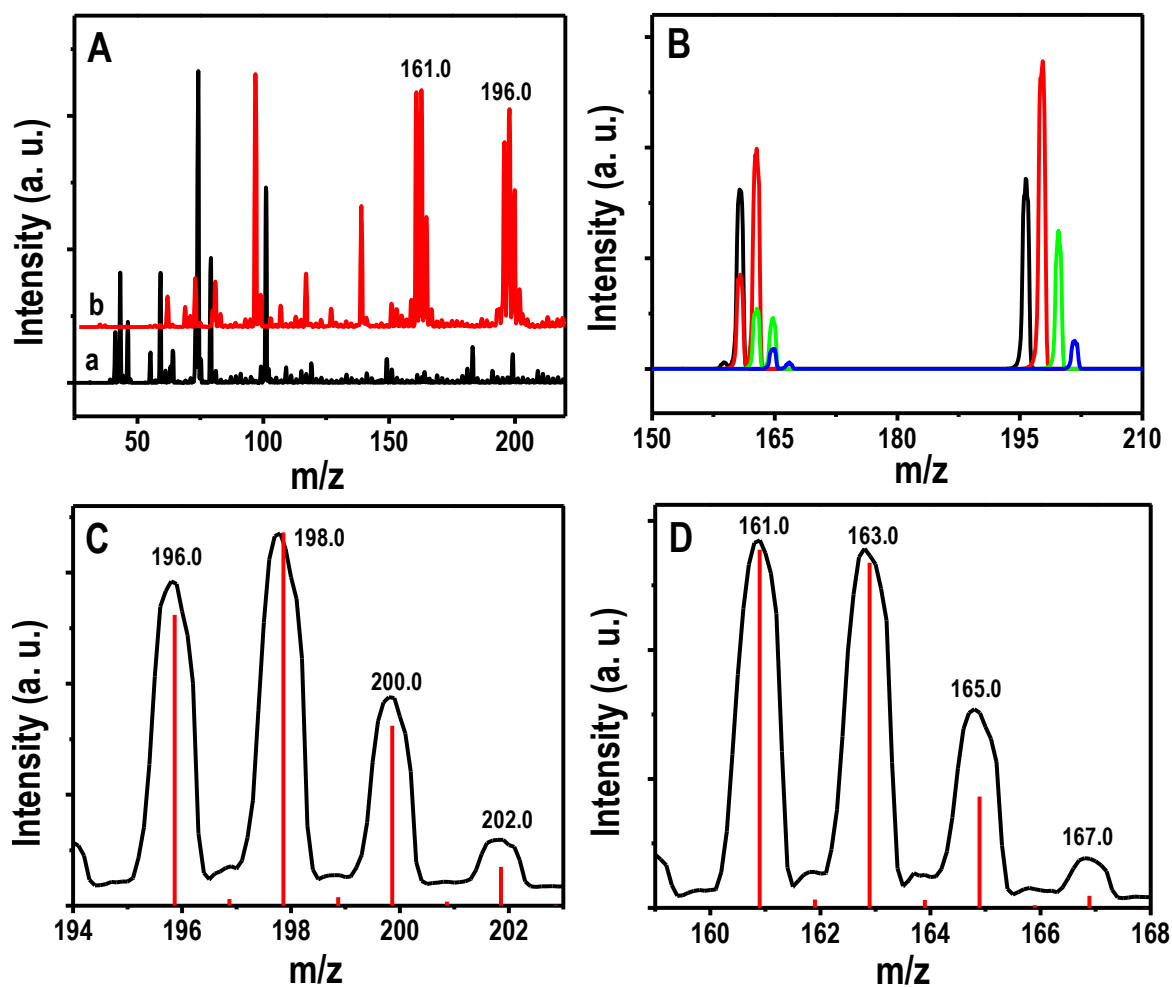 A
161.0
196.0
b
a
50 100 150 200
m/z
Intensity (a. u.)
B
150 165 180 195 210
m/z
Intensity (a. u.)
C
196.0
198.0
200.0
202.0
194 196 198 200 202
m/z
Intensity (a. u.)
D
161.0
163.0
165.0
167.0
160 162 164 166 168
m/z
Intensity (a. u.)